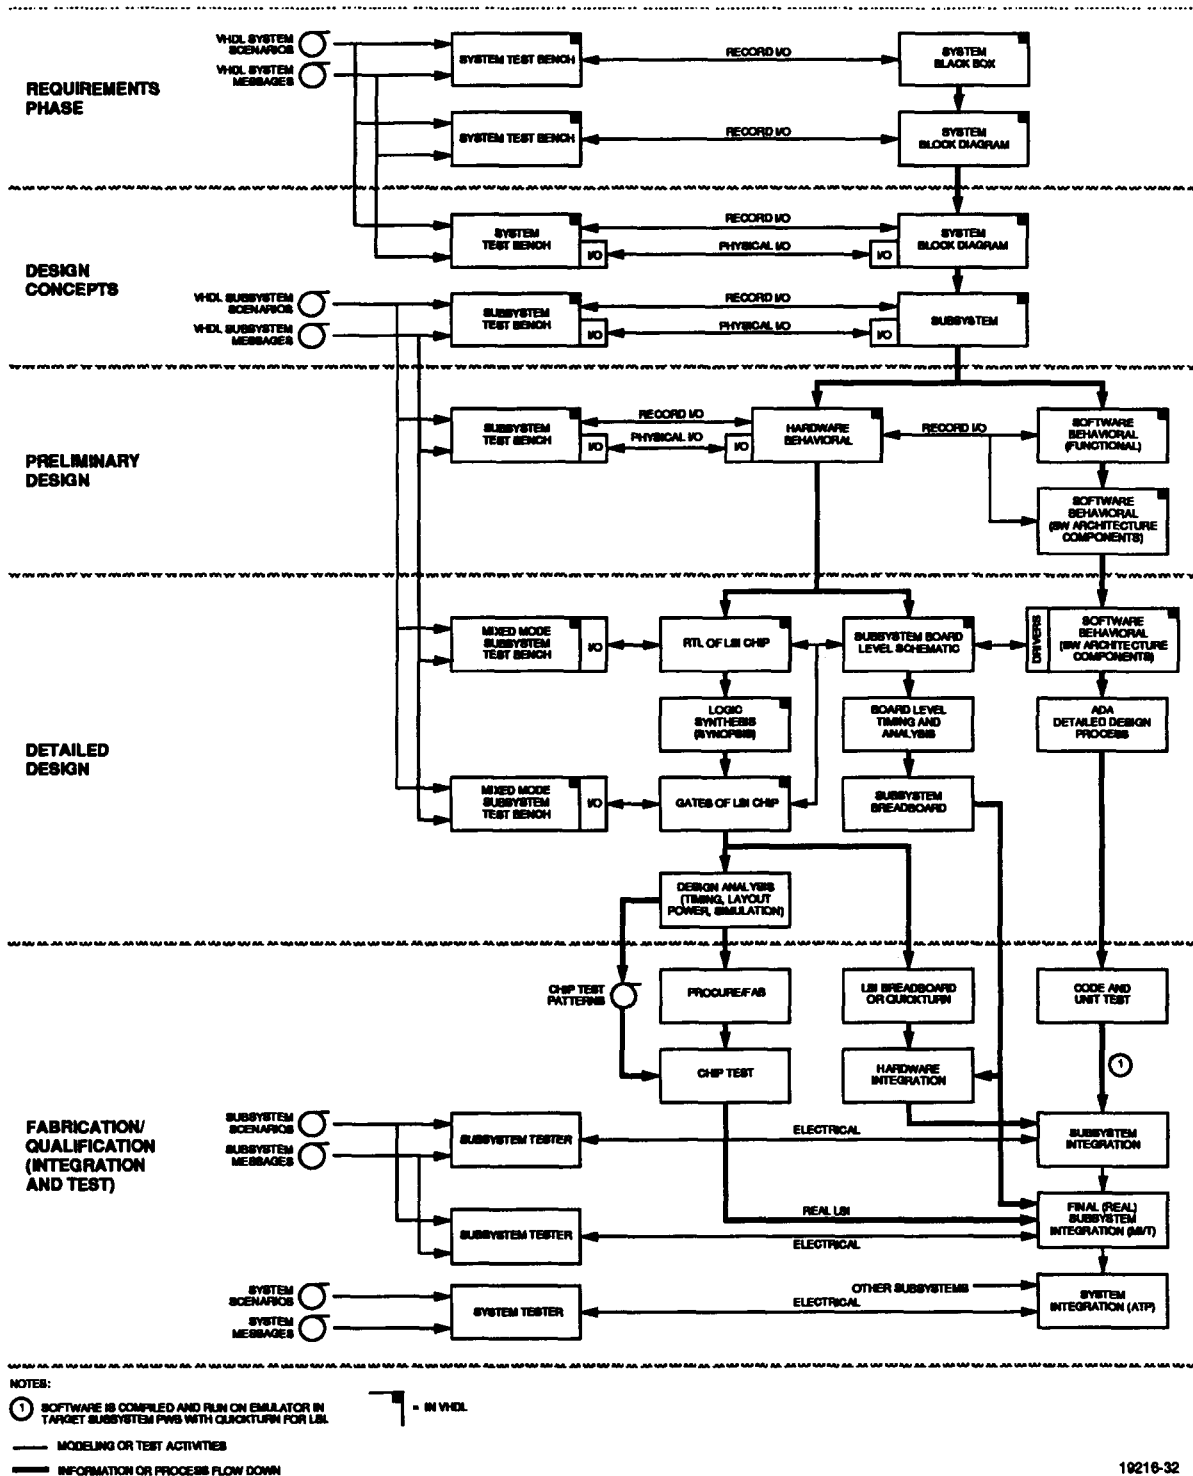 VHDL SYSTEM
SCENARIOS
VHDL SYSTEM
MESSAGES
REQUIREMENTS
PHASE
SYSTEM TEST BENCH
RECORD I/O
SYSTEM
BLACK BOX
SYSTEM TEST BENCH
RECORD I/O
SYSTEM
BLOCK DIAGRAM
DESIGN
CONCEPTS
SYSTEM
TEST BENCH
I/O
RECORD I/O
PHYSICAL I/O
I/O
SYSTEM
BLOCK DIAGRAM
VHDL SUBSYSTEM
SCENARIOS
VHDL SUBSYSTEM
MESSAGES
SUBSYSTEM
TEST BENCH
I/O
RECORD I/O
PHYSICAL I/O
I/O
SUBSYSTEM
PRELIMINARY
DESIGN
SUBSYSTEM
TEST BENCH
I/O
RECORD I/O
PHYSICAL I/O
I/O
HARDWARE
BEHAVIORAL
RECORD I/O
SOFTWARE
BEHAVIORAL
(FUNCTIONAL)
SOFTWARE
BEHAVIORAL
(SW ARCHITECTURE
COMPONENTS)
DETAILED
DESIGN
MIXED MODE
SUBSYSTEM
TEST BENCH
I/O
RTL OF LSI CHIP
SUBSYSTEM BOARD
LEVEL SCHEMATIC
DRIVERS
SOFTWARE
BEHAVIORAL
(SW ARCHITECTURE
COMPONENTS)
LOGIC
SYNTHESIS
(SYNOPSIS)
BOARD LEVEL
TIMING AND
ANALYSIS
ADA
DETAILED DESIGN
PROCESS
MIXED MODE
SUBSYSTEM
TEST BENCH
I/O
GATES OF LSI CHIP
SUBSYSTEM
BREADBOARD
DESIGN ANALYSIS
(TIMING, LAYOUT
POWER, SIMULATION)
CHIP TEST
PATTERNS
PROCURE/FAB
LSI BREADBOARD
OR QUICKTURN
CODE AND
UNIT TEST
CHIP TEST
HARDWARE
INTEGRATION
1
FABRICATION/
QUALIFICATION
(INTEGRATION
AND TEST)
SUBSYSTEM
SCENARIOS
SUBSYSTEM
MESSAGES
SUBSYSTEM TESTER
ELECTRICAL
SUBSYSTEM
INTEGRATION
SUBSYSTEM TESTER
REAL LSI
ELECTRICAL
FINAL (REAL)
SUBSYSTEM
INTEGRATION (MI/T)
SYSTEM
SCENARIOS
SYSTEM
MESSAGES
SYSTEM TESTER
OTHER SUBSYSTEMS
ELECTRICAL
SYSTEM
INTEGRATION (ATP)
NOTES:
1 SOFTWARE IS COMPILED AND RUN ON EMULATOR IN
TARGET SUBSYSTEM PWB WITH QUICKTURN FOR LSI.
= IN VHDL
MODELING OR TEST ACTIVITIES
INFORMATION OR PROCESS FLOW DOWN
19216-32